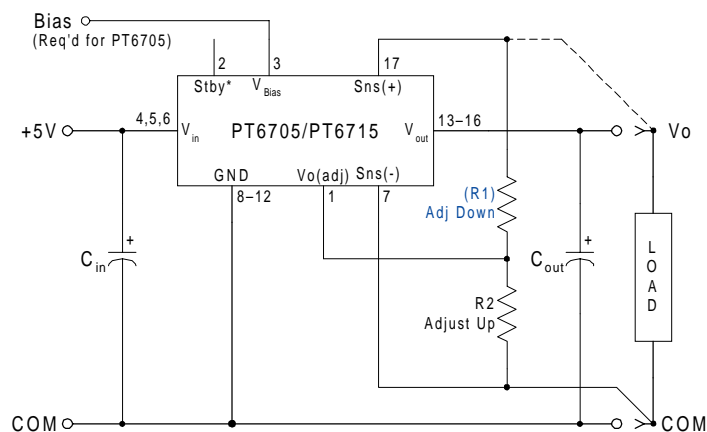 Bias
(Req'd for PT6705)
2
3
17
Stby*
V Bias
Sns(+)
+5V
4,5,6
V in
PT6705/PT6715
V out
13–16
Vo
GND
Vo(adj)
Sns(-)
8–12
1
7
(R1)
Adj Down
+
C in
+
C out
LOAD
R2
Adjust Up
COM
COM